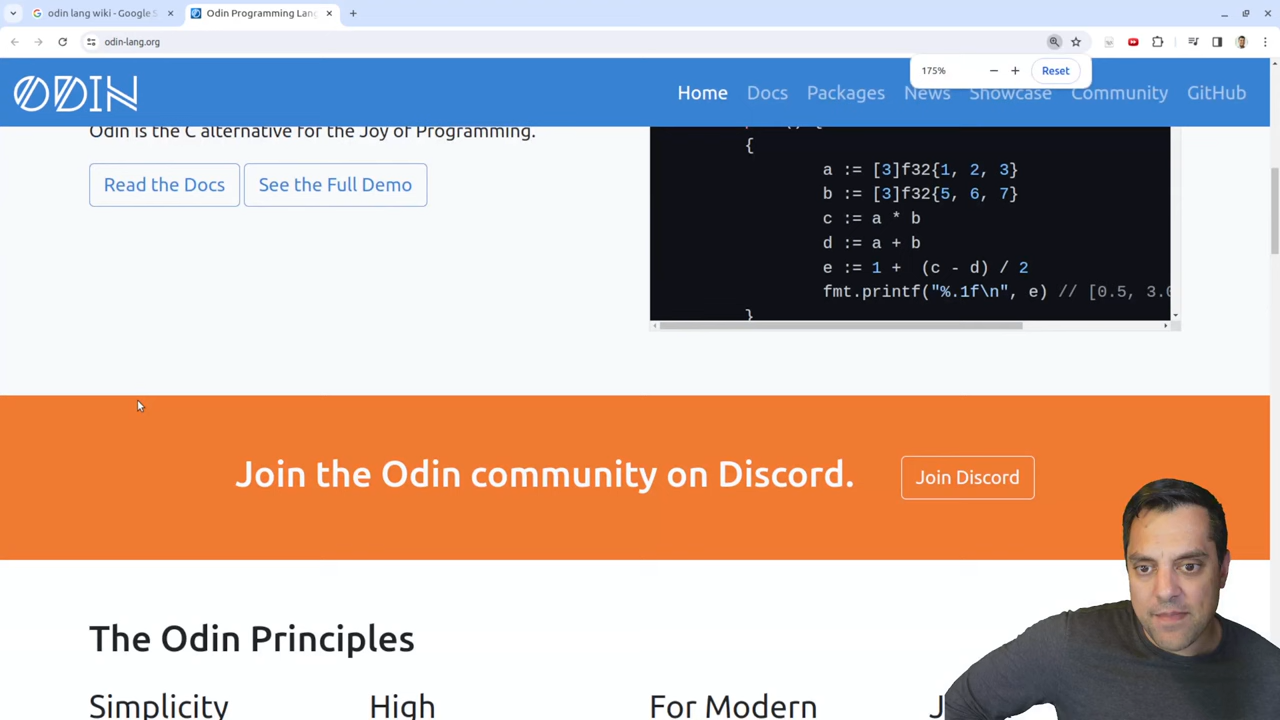 odin lang wiki - Google S
Odin Programming Lang
odin-lang.org
175%
Reset
ODIN
Home
Docs
Packages
News
Showcase
Community
GitHub
Odin is the C alternative for the Joy of Programming.
Read the Docs
See the Full Demo
{
a := [3]f32{1, 2, 3}
b := [3]f32{5, 6, 7}
c := a * b
d := a + b
e := 1 + (c - d) / 2
fmt.printf("%.1f\n", e) // [0.5, 3.0
}
Join the Odin community on Discord.
Join Discord
The Odin Principles
Simplicity
High
For Modern
J